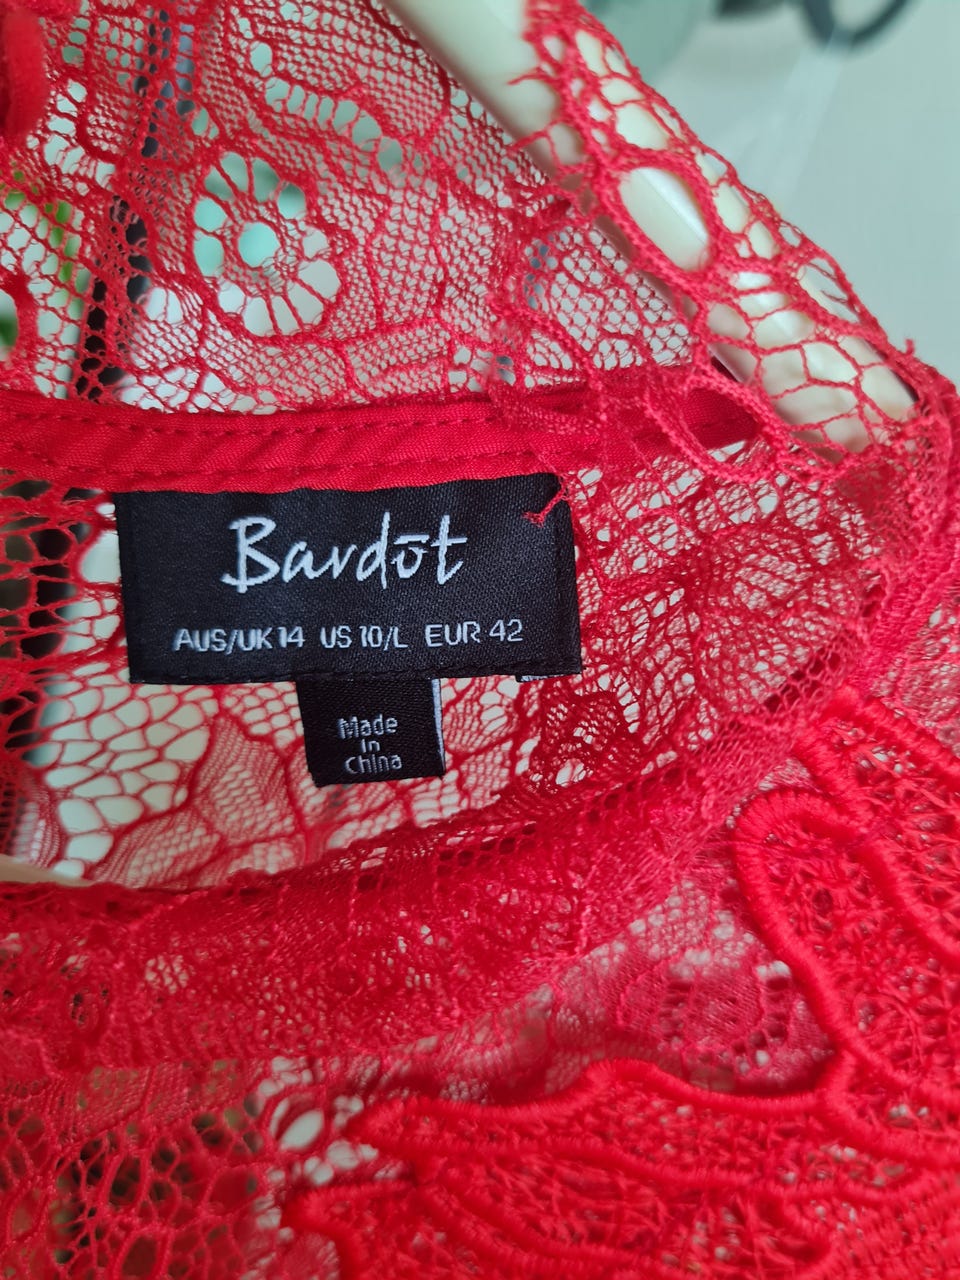 Bardōt
AUS/UK 14 US 10/L EUR 42
Made
in
China